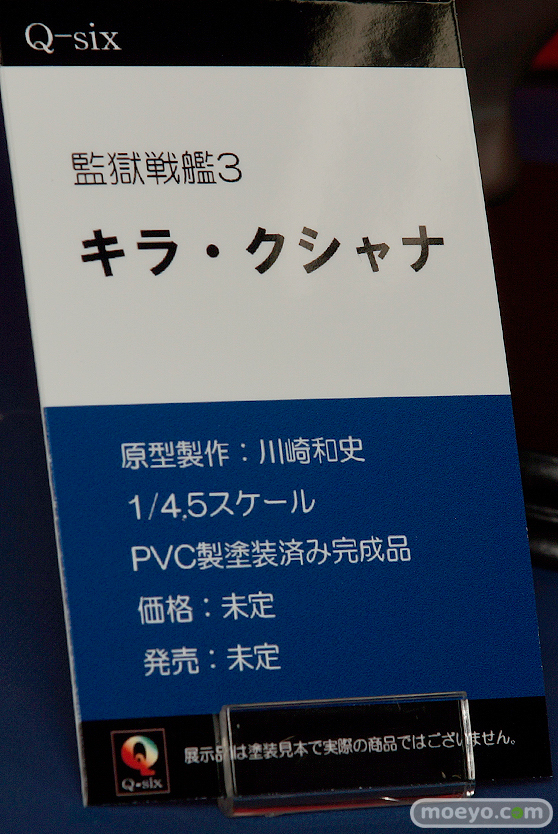 Q-six
監獄戦艦3
キラ・クシャナ
原型製作：川崎和史
1/4.5スケール
PVC製塗装済み完成品
価格：未定
発売：未定
Q
Q•six
展示品は塗装見本で実際の商品ではございません。
moeyo.com